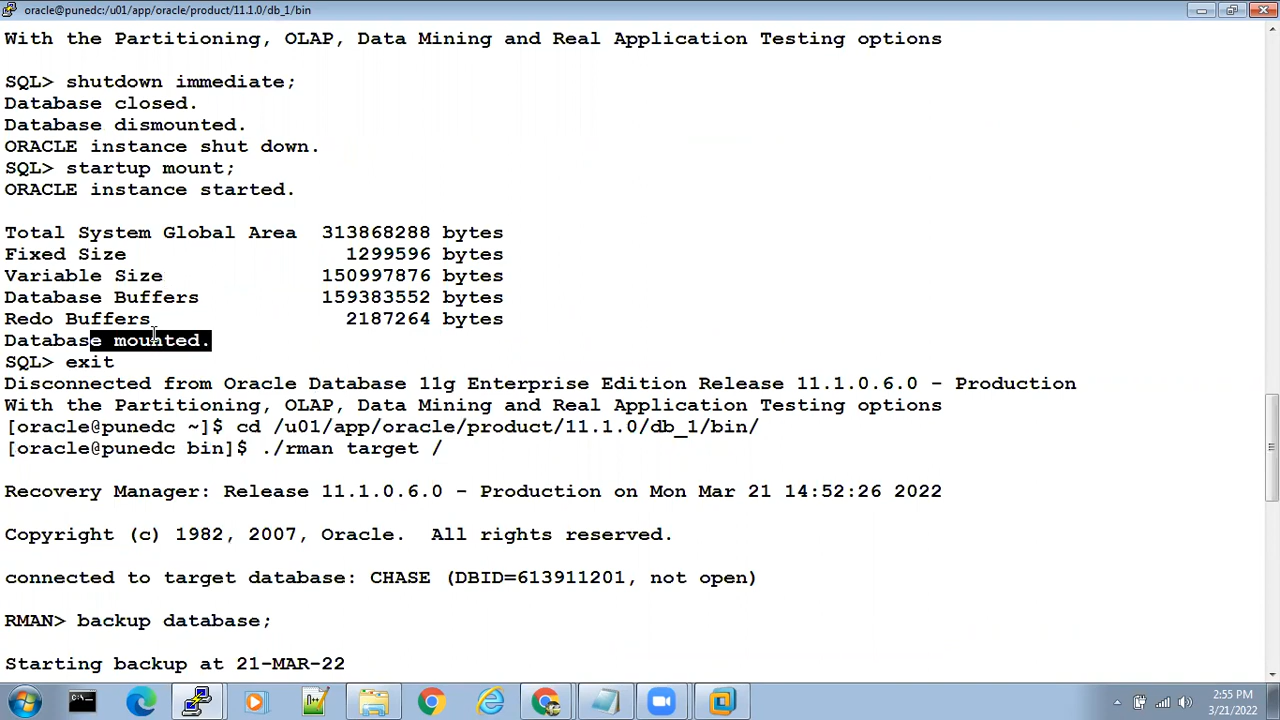 oracle@punedc:/u01/app/oracle/product/11.1.0/db_1/bin
With the Partitioning, OLAP, Data Mining and Real Application Testing options
SQL> shutdown immediate;
Database closed.
Database dismounted.
ORACLE instance shut down.
SQL> startup mount;
ORACLE instance started.
Total System Global Area  313868288 bytes
Fixed Size                  1299596 bytes
Variable Size             150997876 bytes
Database Buffers          159383552 bytes
Redo Buffers                2187264 bytes
Database mounted.
SQL> exit
Disconnected from Oracle Database 11g Enterprise Edition Release 11.1.0.6.0 - Production
With the Partitioning, OLAP, Data Mining and Real Application Testing options
[oracle@punedc ~]$ cd /u01/app/oracle/product/11.1.0/db_1/bin/
[oracle@punedc bin]$ ./rman target /
Recovery Manager: Release 11.1.0.6.0 - Production on Mon Mar 21 14:52:26 2022
Copyright (c) 1982, 2007, Oracle.  All rights reserved.
connected to target database: CHASE (DBID=613911201, not open)
RMAN> backup database;
Starting backup at 21-MAR-22
2:55 PM
3/21/2022